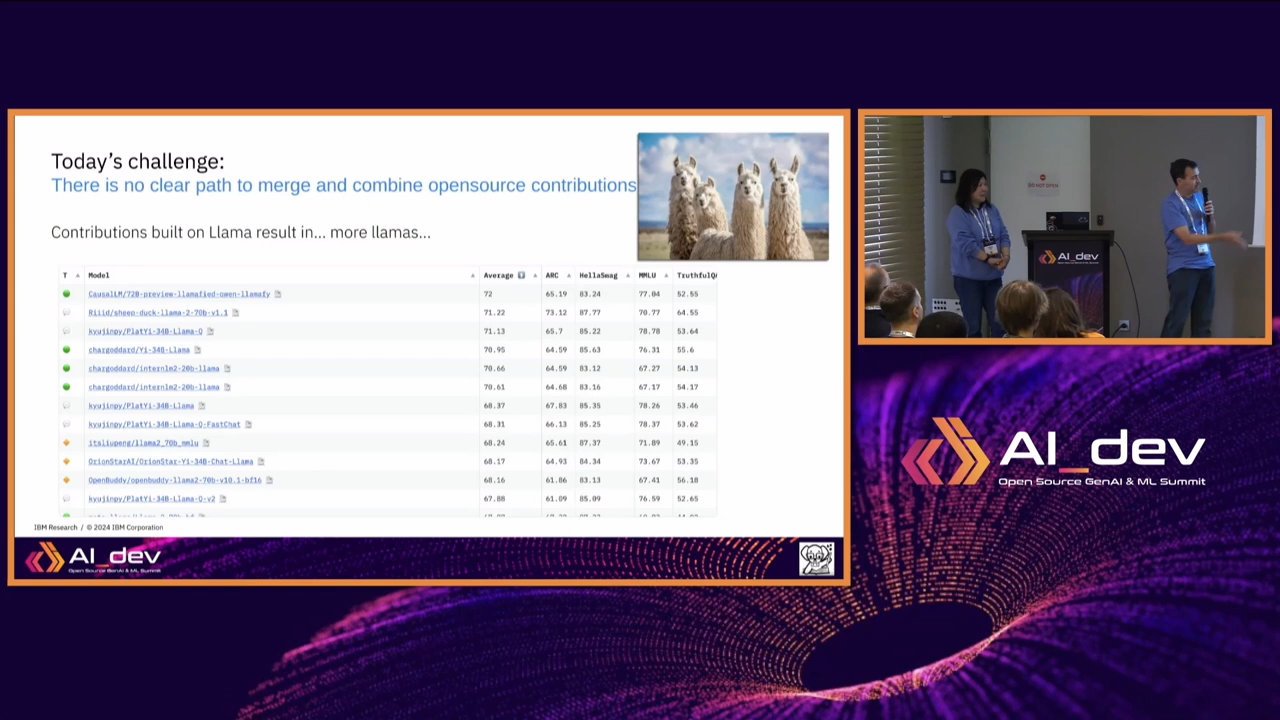 Today's challenge:
There is no clear path to merge and combine opensource contributions
Contributions built on Llama result in... more llamas...
T Model Average ARC HellaSwag MMLU TruthfulQA
CausalLM/72B-preview-llamafied-qwen-llamafy 72 65.19 83.24 77.04 52.55
Riiid/sheep-duck-llama-2-70b-v1.1 71.22 73.12 87.77 70.77 64.55
kyujinpy/PlatYi-34B-Llama-Q 71.13 65.7 85.22 78.78 53.64
chargoddard/Yi-34B-Llama 70.95 64.59 85.63 76.31 55.6
chargoddard/internlm2-20b-llama 70.66 64.59 83.12 67.27 54.13
chargoddard/internlm2-20b-llama 70.61 64.68 83.16 67.17 54.17
kyujinpy/PlatYi-34B-Llama 68.37 67.83 85.35 78.26 53.46
kyujinpy/PlatYi-34B-Llama-Q-FastChat 68.31 66.13 85.25 78.37 53.62
itsliupeng/llama2_70b_mmlu 68.24 65.61 87.37 71.89 49.15
OrionStarAI/OrionStar-Yi-34B-Chat-Llama 68.17 64.93 84.34 73.67 53.35
OpenBuddy/openbuddy-llama2-70b-v10.1-bf16 68.16 61.86 83.13 67.41 56.18
kyujinpy/PlatYi-34B-Llama-Q-v2 67.88 61.09 85.09 76.59 52.65
IBM Research / © 2024 IBM Corporation
AI_dev
Open Source GenAI & ML Summit
DO NOT OPEN
AI_dev
AI_dev
Open Source GenAI & ML Summit